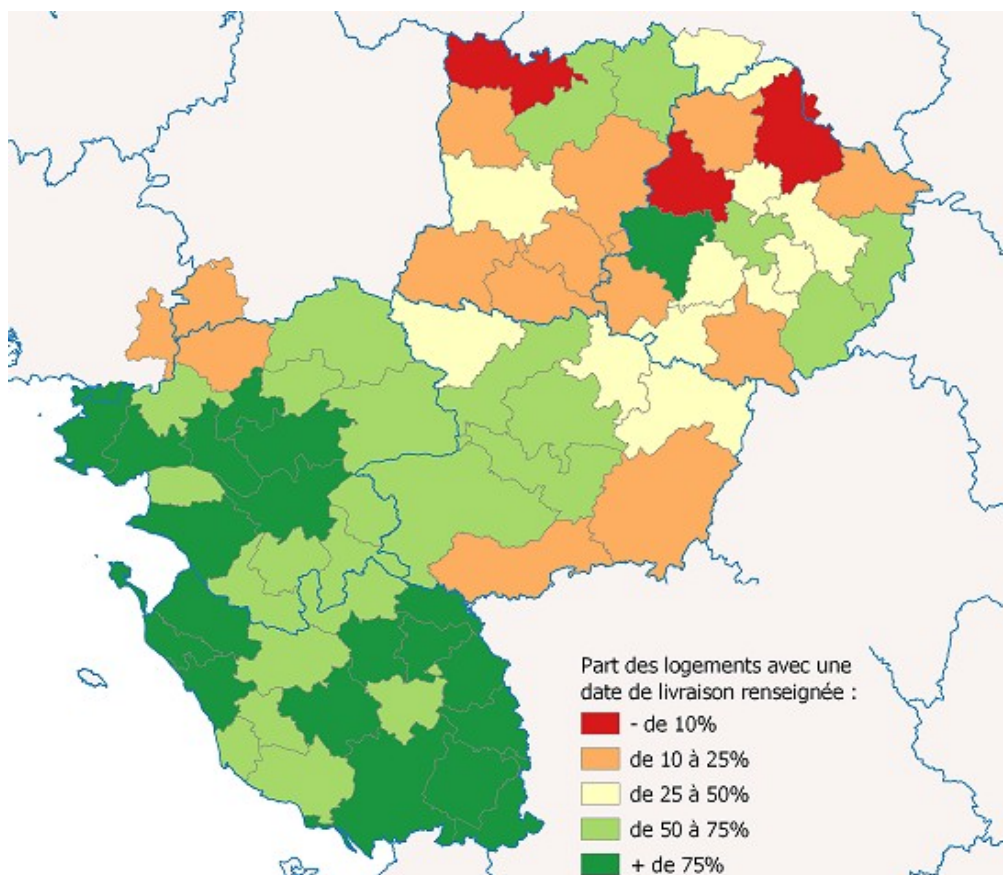 Part des logements avec une
date de livraison renseignée :
- de 10%
de 10 à 25%
de 25 à 50%
de 50 à 75%
+ de 75%